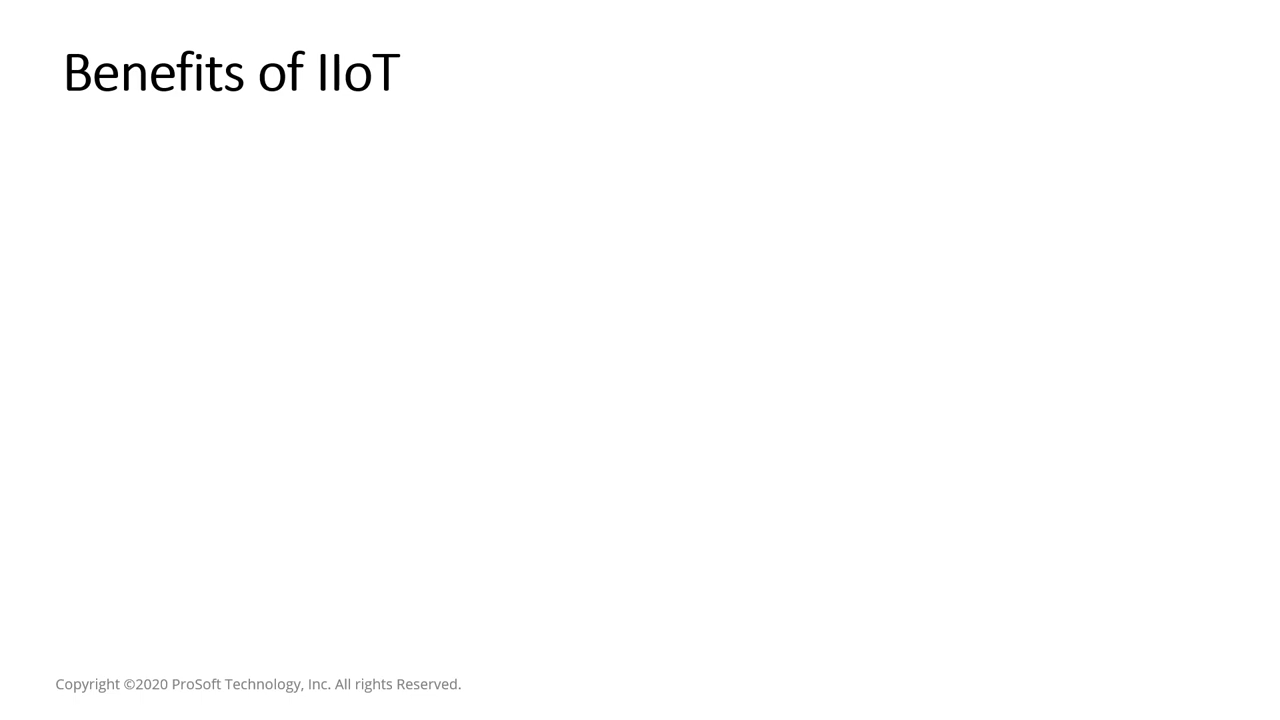 Benefits of IIoT
Copyright ©2020 ProSoft Technology, Inc. All rights Reserved.